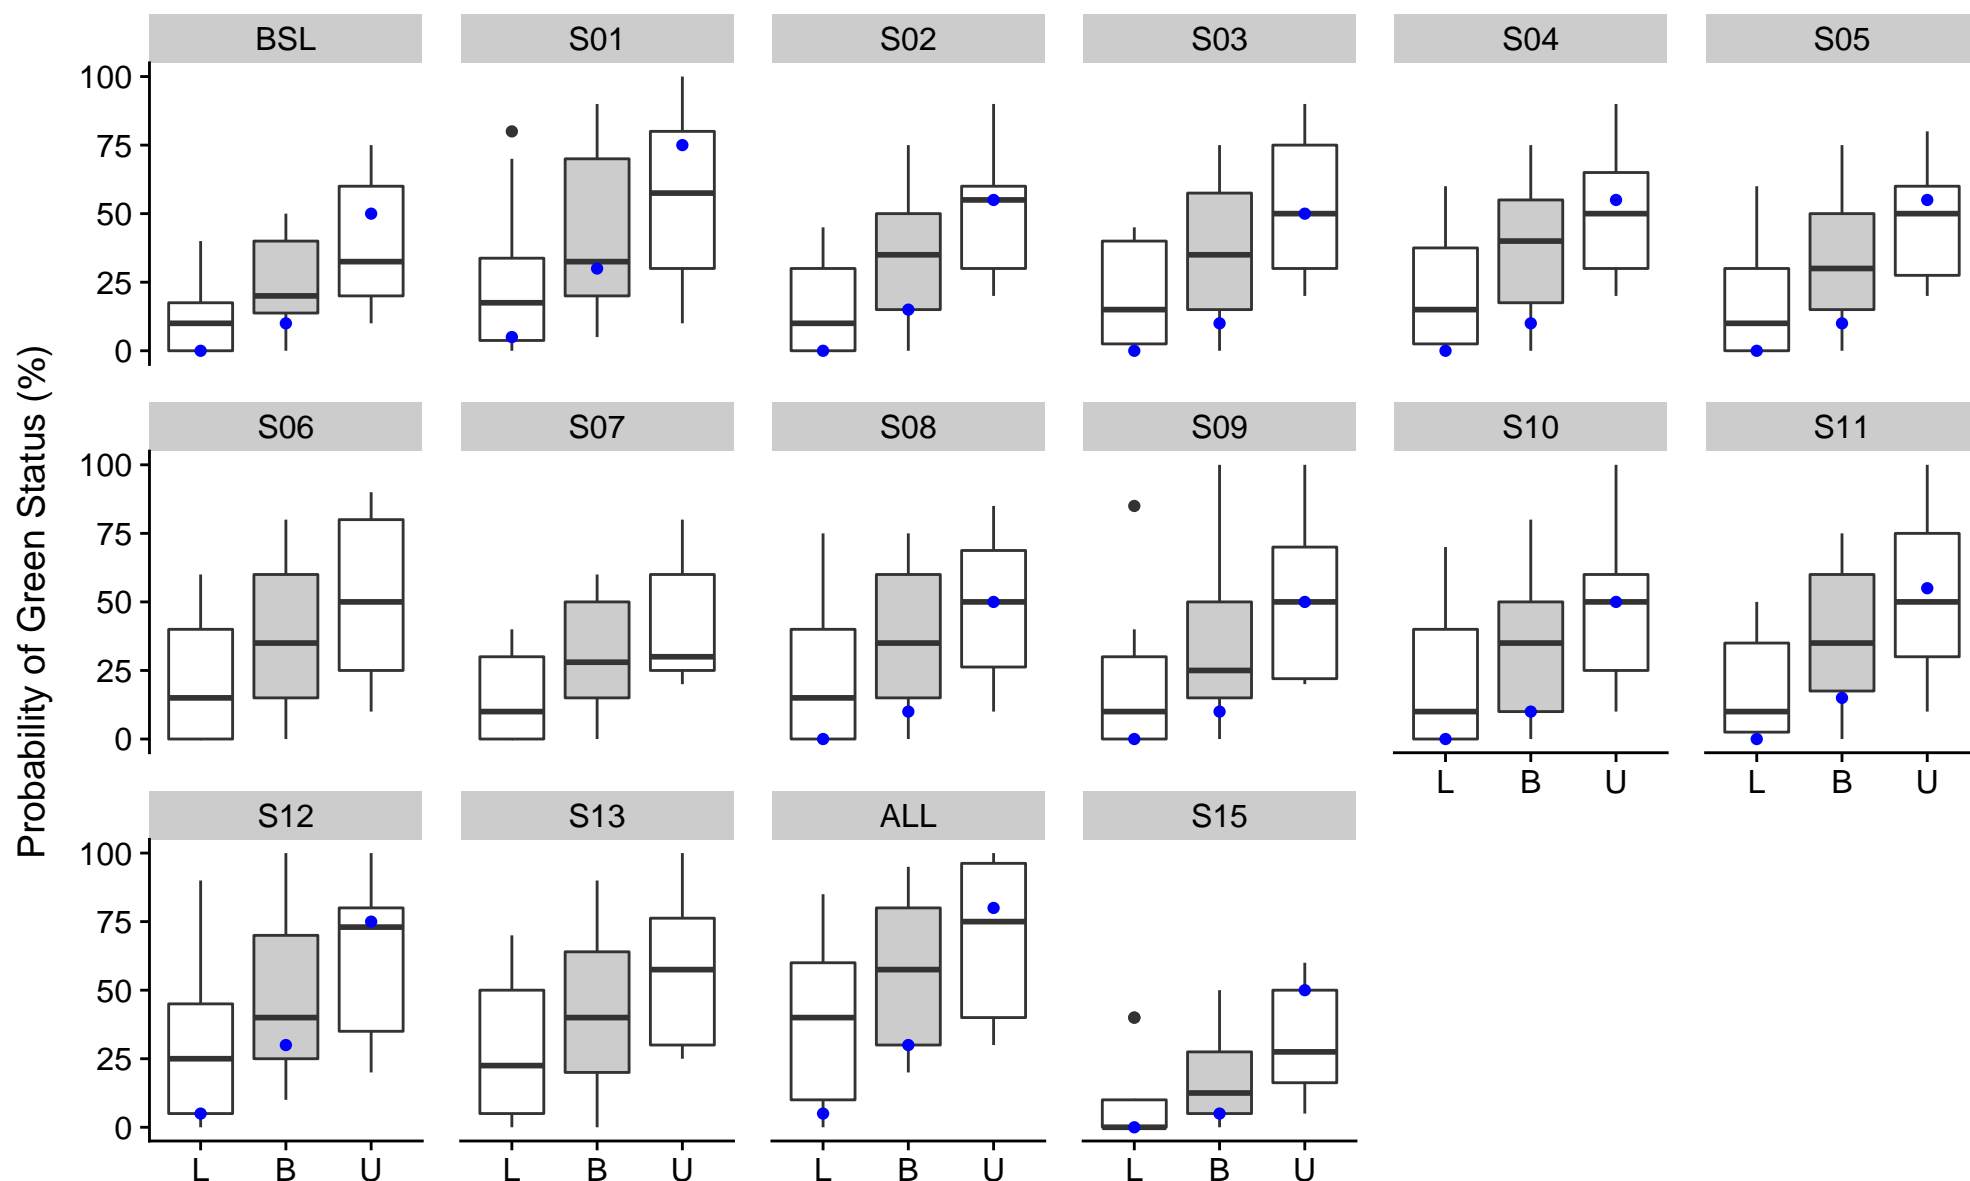 BSL S01 S02 S03 S04 S05
100
75
50
25
0
Probability of Green Status (%)
S06 S07 S08 S09 S10 S11
100
75
50
25
0
L B U L B U
S12 S13 ALL S15
100
75
50
25
0
L B U L B U L B U L B U